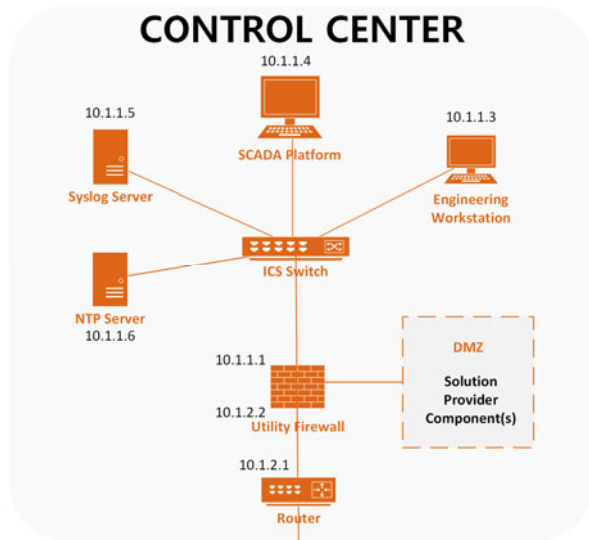 CONTROL CENTER
10.1.1.4
10.1.1.5
10.1.1.3
SCADA Platform
Syslog Server
Engineering
Workstation
ICS Switch
NTP Server
10.1.1.6
DMZ
10.1.1.1
Solution
Provider
Component(s)
10.1.2.2
Utility Firewall
10.1.2.1
Router